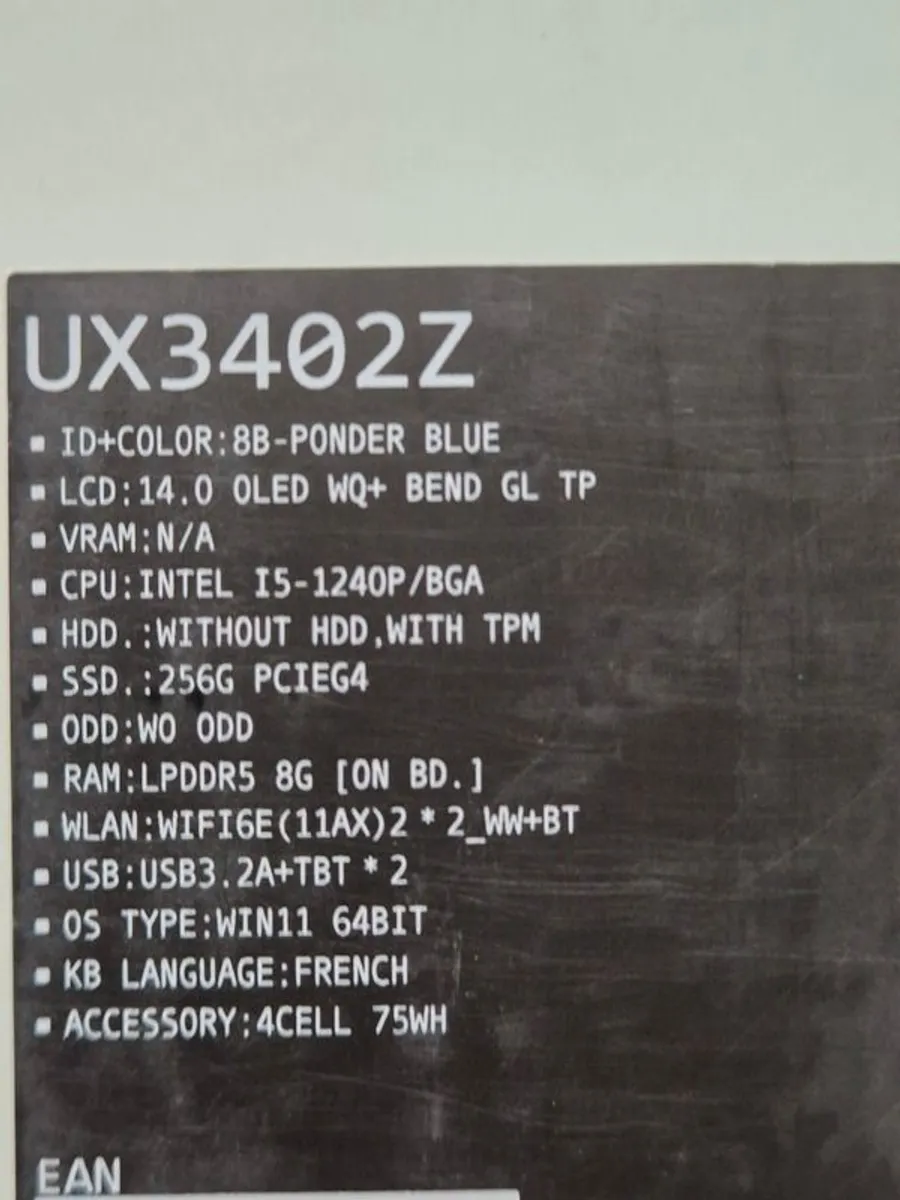 UX3402Z
▪ ID+COLOR:8B-PONDER BLUE
▪ LCD:14.0 OLED WQ+ BEND GL TP
▪ VRAM:N/A
▪ CPU:INTEL I5-1240P/BGA
▪ HDD.:WITHOUT HDD,WITH TPM
▪ SSD.:256G PCIEG4
▪ ODD:WO ODD
▪ RAM:LPDDR5 8G [ON BD.]
▪ WLAN:WIFI6E(11AX)2*2_WW+BT
▪ USB:USB3.2A+TBT*2
▪ OS TYPE:WIN11 64BIT
▪ KB LANGUAGE:FRENCH
▪ ACCESSORY:4CELL 75WH
EAN